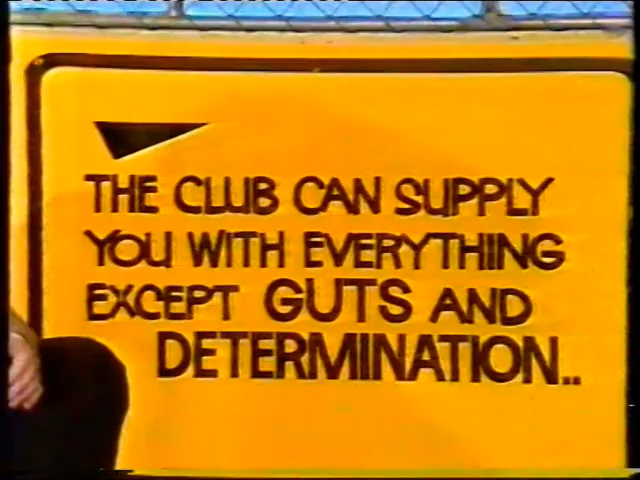 THE CLUB CAN SUPPLY
YOU WITH EVERYTHING
EXCEPT GUTS AND
DETERMINATION..